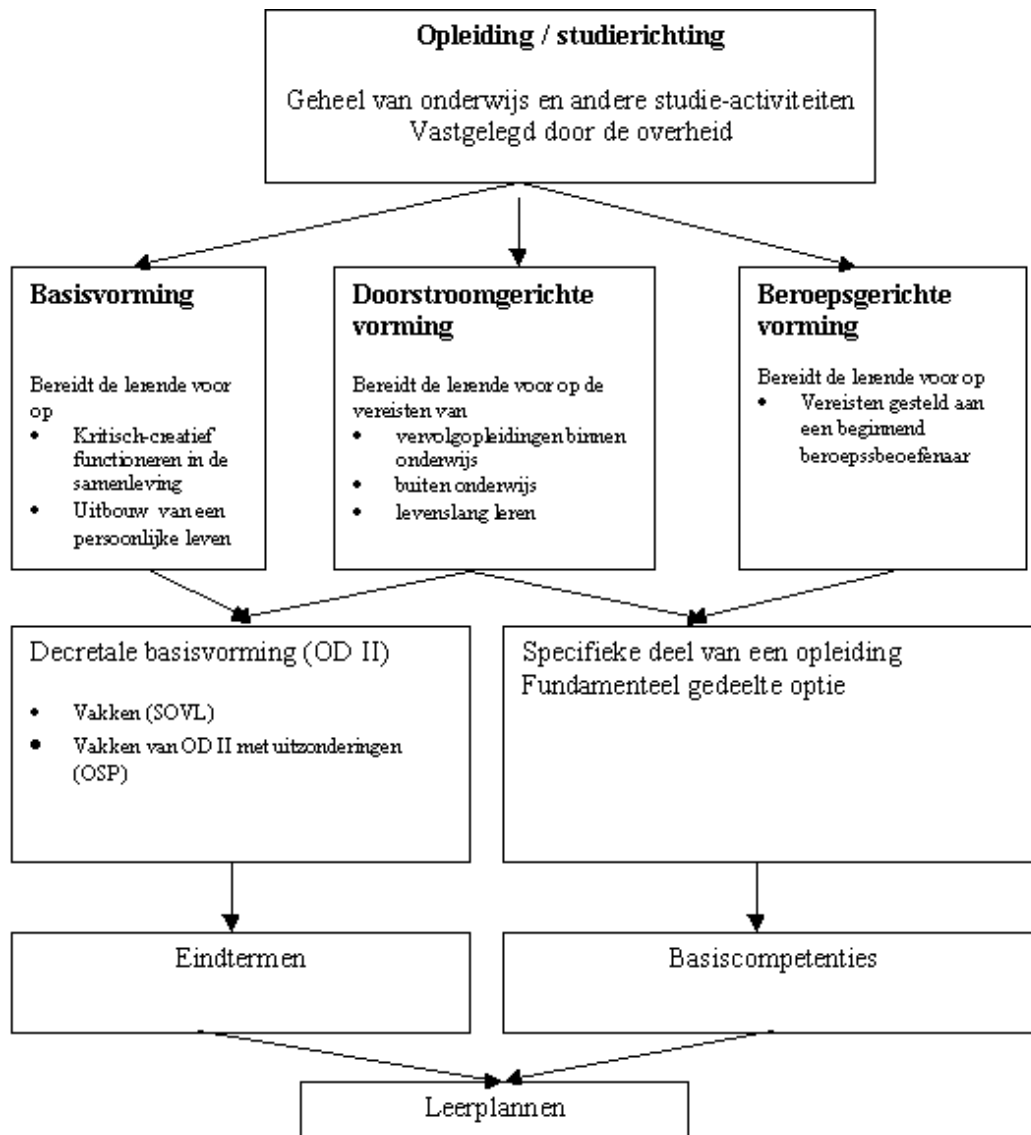 Opleiding / studierichting
Geheel van onderwijs en andere studie-activiteiten
Vastgelegd door de overheid
Basisvorming
Bereidt de lerende voor
op
• Kritisch-creatief
functioneren in de
samenleving
• Uitbouw van een
persoonlijke leven
Doorstroomgerichte
vorming
Bereidt de lerende voor op de
vereisten van
• vervolgopleidingen binnen
onderwijs
• buiten onderwijs
• levenslang leren
Beroepsgerichte
vorming
Bereidt de lerende voor op
• Vereisten gesteld aan
een beginnend
beroepssbeoefenaar
Decretale basisvorming (OD II)
• Vakken (SOVL)
• Vakken van OD II met uitzonderingen
(OSP)
Specifieke deel van een opleiding
Fundamenteel gedeelte optie
Eindtermen
Basiscompetenties
Leerplannen